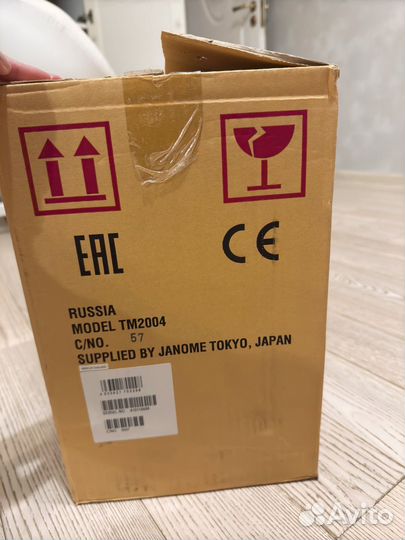 EAC
CE
RUSSIA
MODEL TM2004
C/NO. 57
SUPPLIED BY JANOME TOKYO, JAPAN
Avito